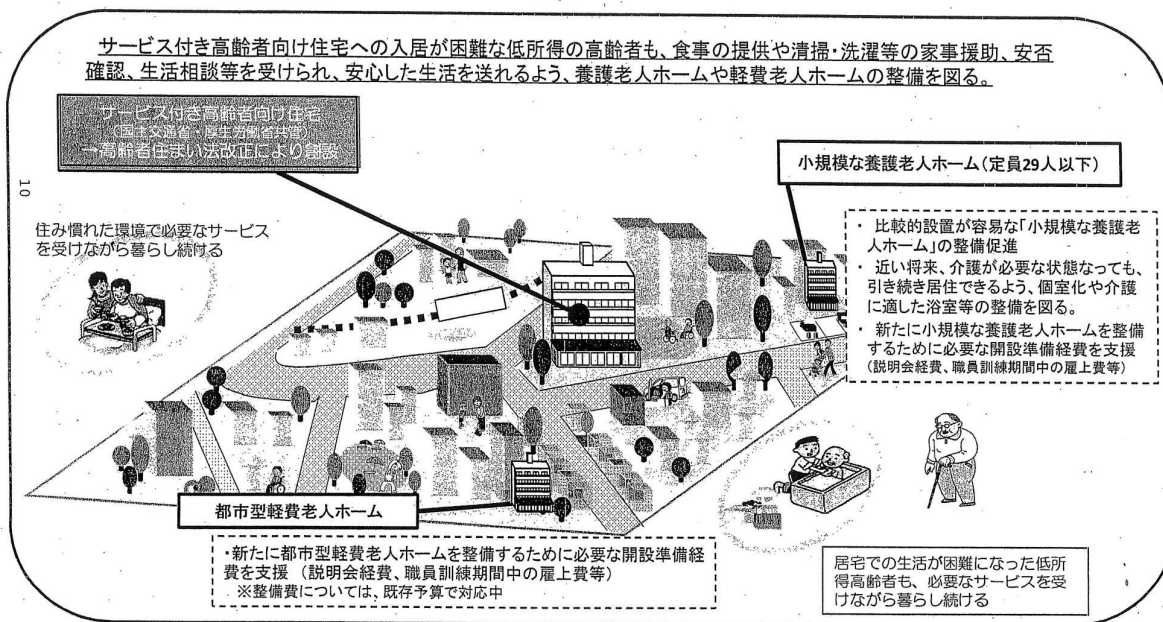 サービス付き高齢者向け住宅への入居が困難な低所得の高齢者も、食事の提供や清掃・洗濯等の家事援助、安否
確認、生活相談等を受けられ、安心した生活を送れるよう、養護老人ホームや軽費老人ホームの整備を図る。
サービス付き高齢者向け住宅
(国土交通省・厚生労働省共管)
→高齢者住まい法改正により創設
小規模な養護老人ホーム(定員29人以下)
10
住み慣れた環境で必要なサービス
を受けながら暮らし続ける
・ 比較的設置が容易な「小規模な養護老
人ホーム」の整備促進
・ 近い将来、介護が必要な状態なっても、
引き続き居住できるよう、個室化や介護
に適した浴室等の整備を図る。
・ 新たに小規模な養護老人ホームを整備
するために必要な開設準備経費を支援
(説明会経費、職員訓練期間中の雇上費等)
都市型軽費老人ホーム
・新たに都市型軽費老人ホームを整備するために必要な開設準備経
費を支援 (説明会経費、職員訓練期間中の雇上費等)
※整備費については、既存予算で対応中
居宅での生活が困難になった低所
得高齢者も、必要なサービスを受
けながら暮らし続ける